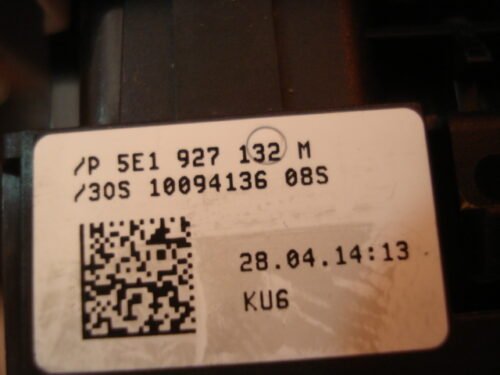 /P 5E1 927 132 M
/30S 10094136 08S
28.04.14:13
KU6